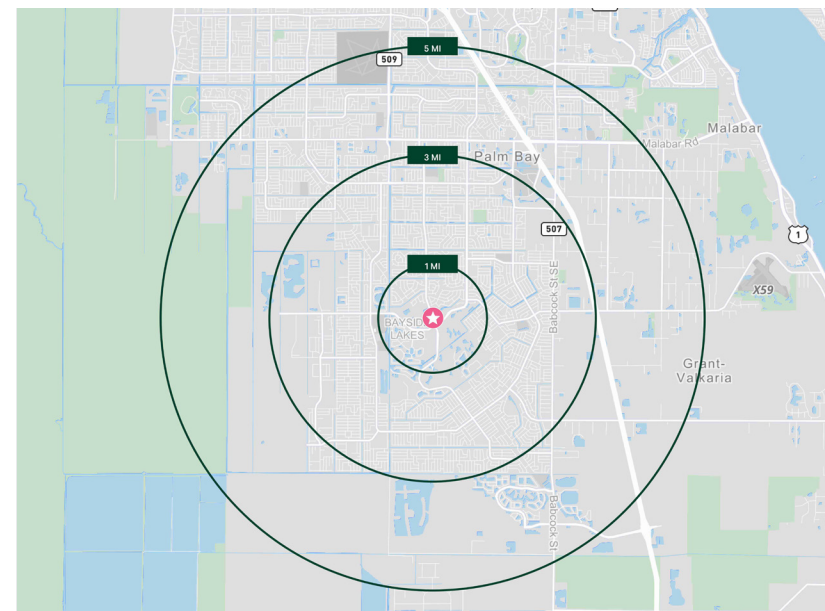 5 MI
509
Malabar
Malabar Rd
3 MI
Palm Bay
507
1
1 MI
X59
BAYSIDE
LAKES
Babcock St SE
Grant-
Valkaria
Babcock St